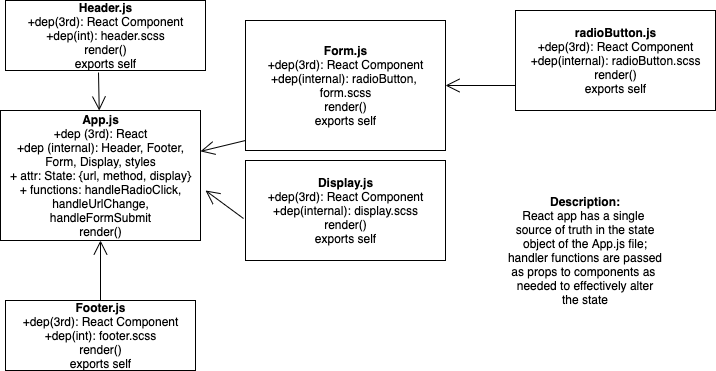 Header.js
+dep(3rd): React Component
+dep(int): header.scss
render()
exports self
Form.js
+dep(3rd): React Component
+dep(internal): radioButton,
form.scss
render()
exports self
radioButton.js
+dep(3rd): React Component
+dep(internal): radioButton.scss
render()
exports self
App.js
+dep (3rd): React
+dep (internal): Header, Footer,
Form, Display, styles
+ attr: State: {url, method, display}
+ functions: handleRadioClick,
handleUrlChange,
handleFormSubmit
render()
Display.js
+dep(3rd): React Component
+dep(internal): display.scss
render()
exports self
Description:
React app has a single
source of truth in the state
object of the App.js file;
handler functions are passed
as props to components as
needed to effectively alter
the state
Footer.js
+dep(3rd): React Component
+dep(int): footer.scss
render()
exports self